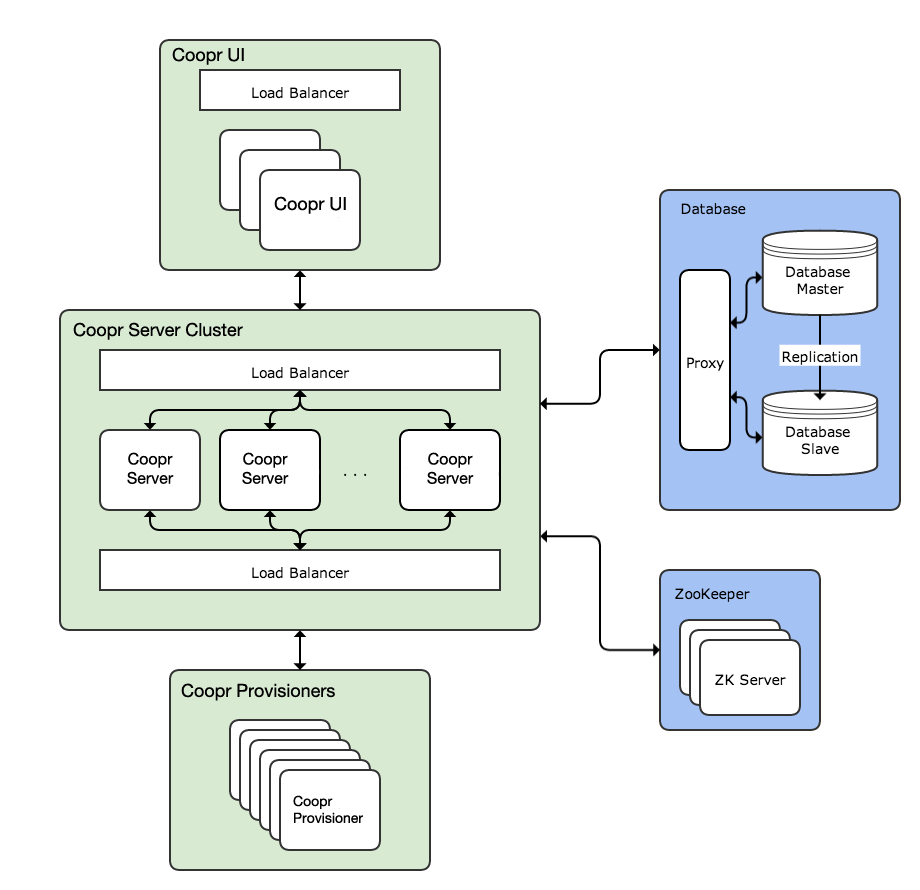 Coopr UI
Load Balancer
Coopr UI
Coopr Server Cluster
Load Balancer
Coopr
Server
Coopr
Server
. . .
Coopr
Server
Load Balancer
Coopr Provisioners
Coopr
Provisioner
Database
Proxy
Database
Master
Replication
Database
Slave
ZooKeeper
ZK Server